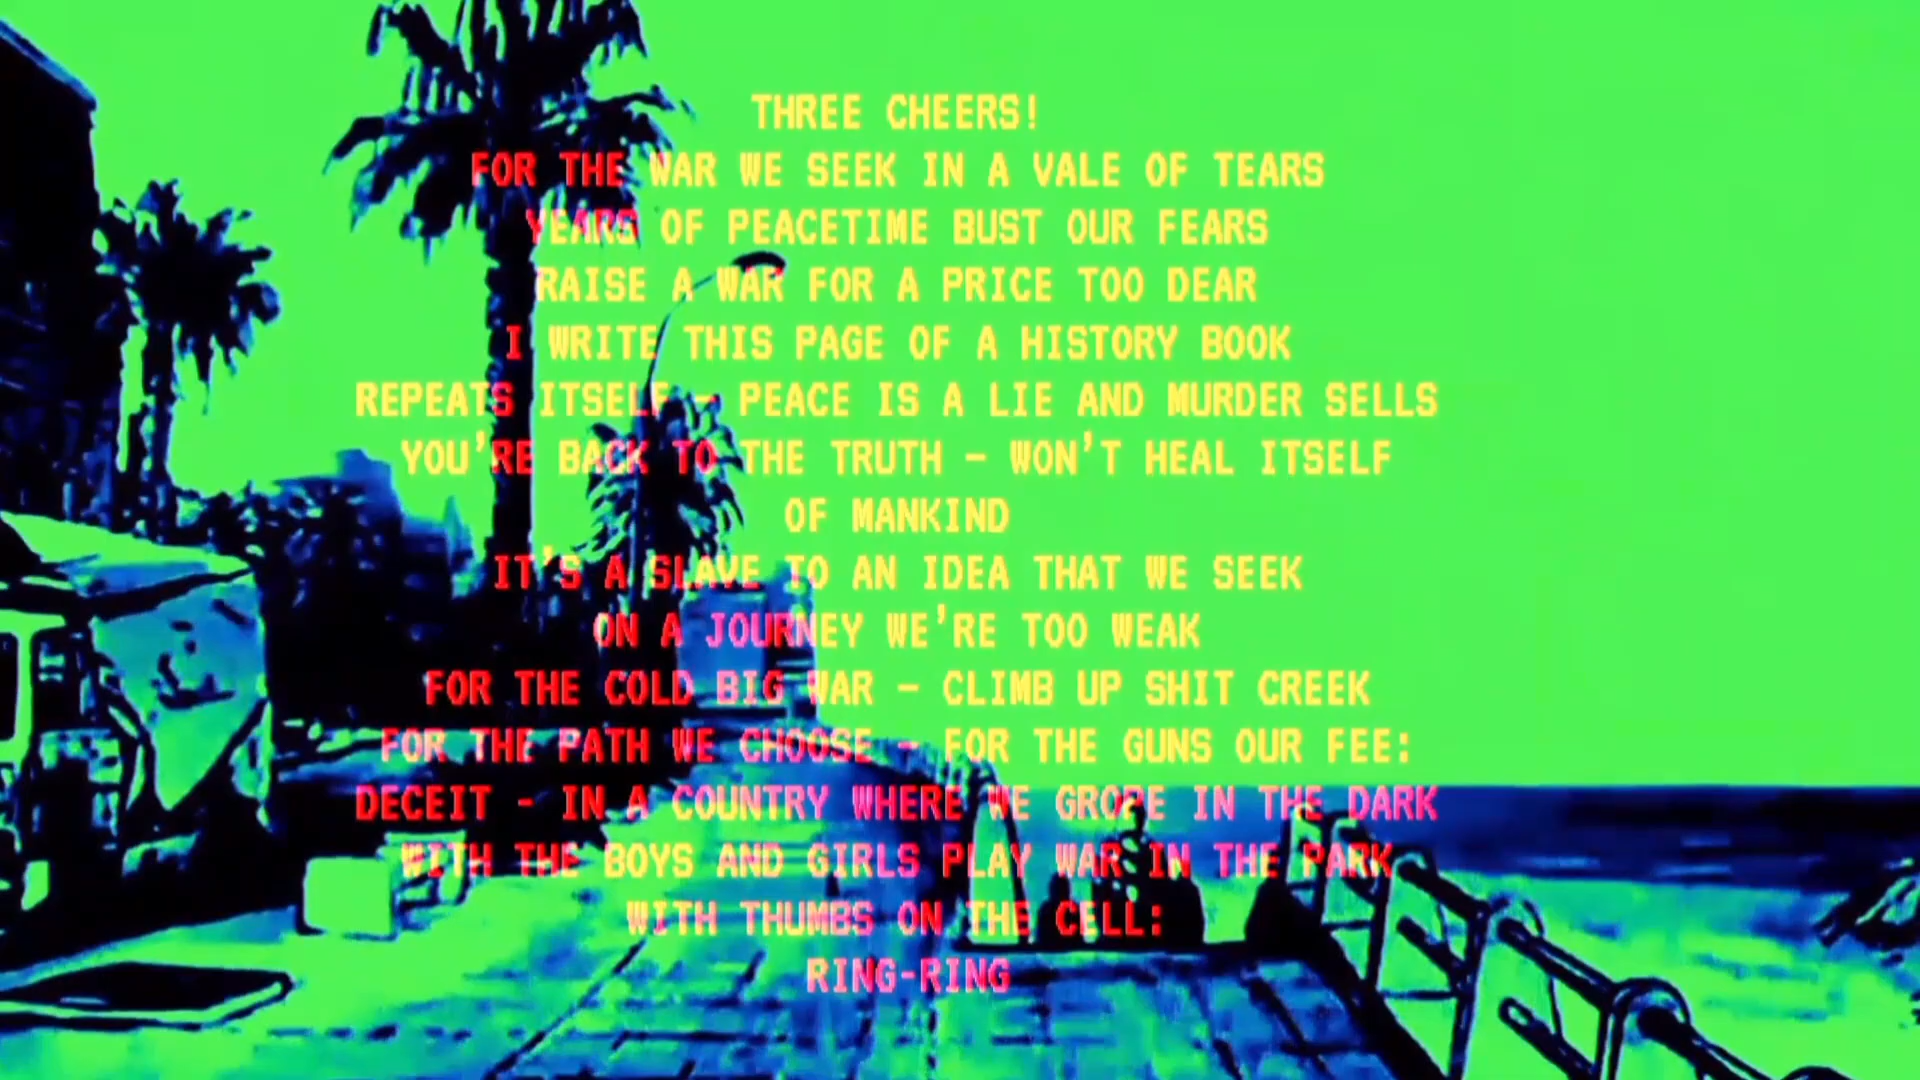 THREE CHEERS!
FOR THE WAR WE SEEK IN A VALE OF TEARS
YEARS OF PEACETIME BUST OUR FEARS
RAISE A WAR FOR A PRICE TOO DEAR
I WRITE THIS PAGE OF A HISTORY BOOK
REPEATS ITSELF - PEACE IS A LIE AND MURDER SELLS
YOU'RE BACK TO THE TRUTH - WON'T HEAL ITSELF
OF MANKIND
IT'S A SLAVE TO AN IDEA THAT WE SEEK
ON A JOURNEY WE'RE TOO WEAK
FOR THE COLD BIG WAR - CLIMB UP SHIT CREEK
FOR THE PATH WE CHOOSE - FOR THE GUNS OUR FEE:
DECEIT - IN A COUNTRY WHERE WE GROPE IN THE DARK
WITH THE BOYS AND GIRLS PLAY WAR IN THE PARK
WITH THUMBS ON THE CELL:
RING-RING